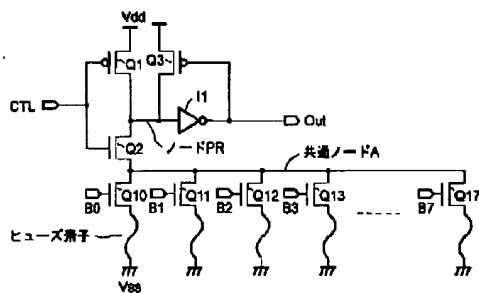 Vdd
Q1
Q3
I1
CTL
Out
Q2
ノードPR
共通ノードA
B0
Q10
B1
Q11
B2
Q12
B3
Q13
B7
Q17
ヒューズ素子
Vss